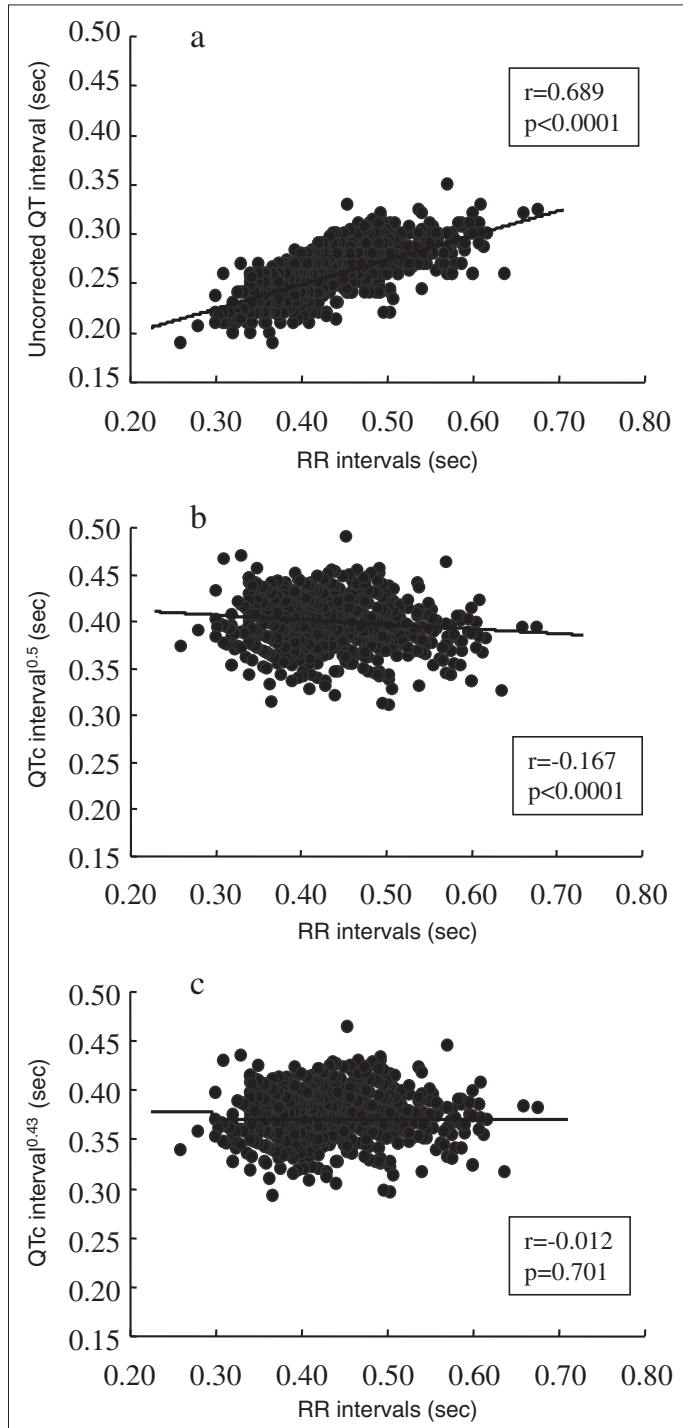 a
Uncorrected QT interval (sec)
0.50
0.45
0.40
0.35
0.30
0.25
0.20
0.15
r=0.689
p<0.0001
0.20 0.30 0.40 0.50 0.60 0.70 0.80
RR intervals (sec)
b
QTc interval^0.5 (sec)
0.50
0.45
0.40
0.35
0.30
0.25
0.20
0.15
r=-0.167
p<0.0001
0.20 0.30 0.40 0.50 0.60 0.70 0.80
RR intervals (sec)
c
QTc interval^0.43 (sec)
0.50
0.45
0.40
0.35
0.30
0.25
0.20
0.15
r=-0.012
p=0.701
0.20 0.30 0.40 0.50 0.60 0.70 0.80
RR intervals (sec)